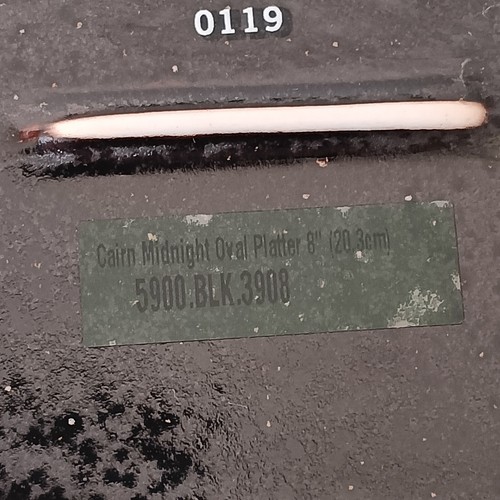 0119
Cairn Midnight Oval Platter 8" (20.3cm)
5900.BLK.3908